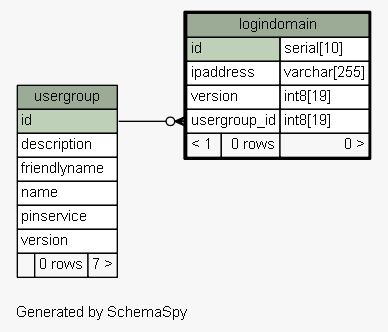 logindomain
id serial[10]
ipaddress varchar[255]
version int8[19]
usergroup_id int8[19]
< 1 0 rows 0 >
usergroup
id
description
friendlyname
name
pinservice
version
0 rows 7 >
Generated by SchemaSpy